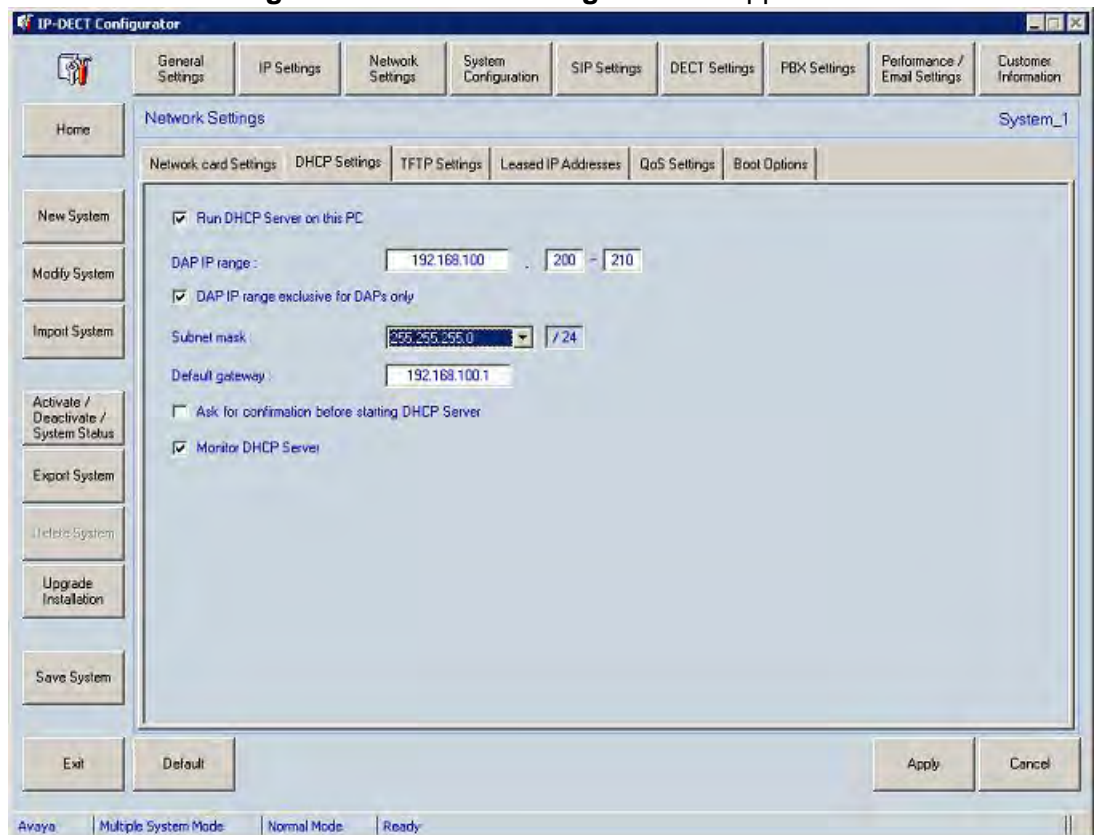 IP-DECT Configurator
General Settings
IP Settings
Network Settings
System Configuration
SIP Settings
DECT Settings
PBX Settings
Performance / Email Settings
Customer Information
Home
Network Settings
System_1
Network card Settings
DHCP Settings
TFTP Settings
Leased IP Addresses
QoS Settings
Boot Options
New System
Modify System
Import System
Activate / Deactivate / System Status
Export System
Delete System
Upgrade Installation
Save System
Exit
Run DHCP Server on this PC
DAP IP range : 192.168.100 . 200 - 210
DAP IP range exclusive for DAPs only
Subnet mask : 255.255.255.0 / 24
Default gateway : 192.168.100.1
Ask for confirmation before starting DHCP Server
Monitor DHCP Server
Default
Apply
Cancel
Avaya
Multiple System Mode
Normal Mode
Ready